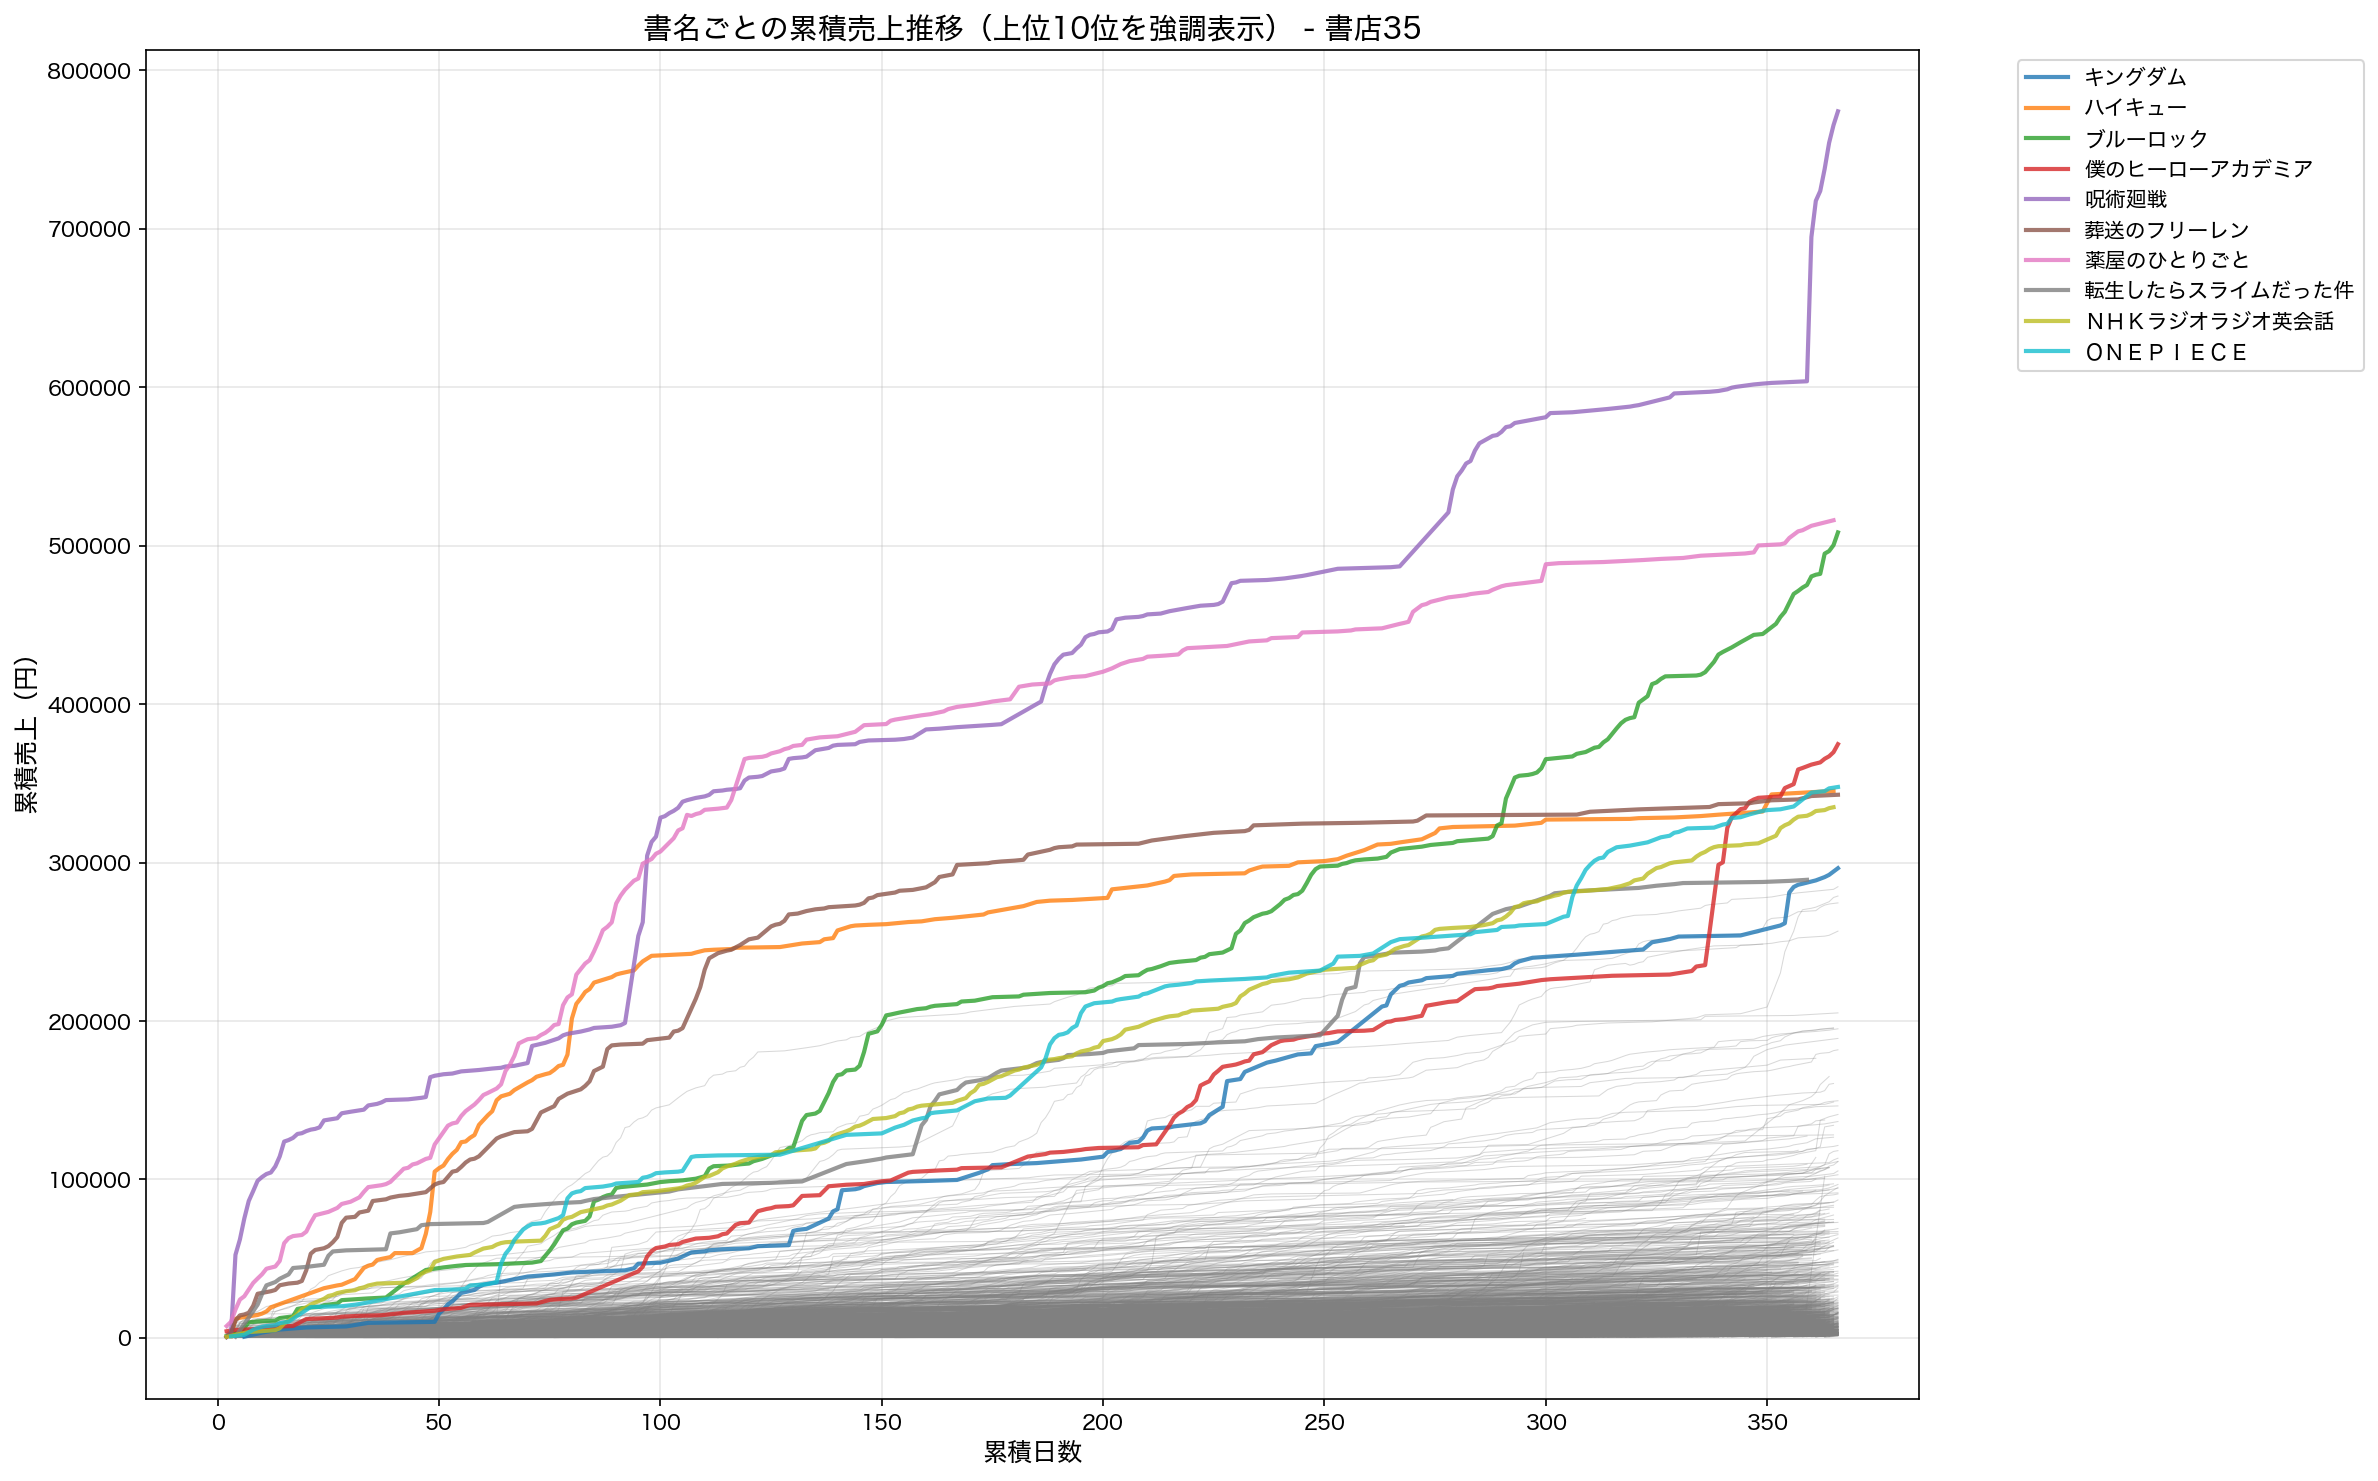 書名ごとの累積売上推移（上位10位を強調表示） - 書店35
累積売上（円）
800000
700000
600000
500000
400000
300000
200000
100000
0
0 50 100 150 200 250 300 350
累積日数
キングダム
ハイキュー
ブルーロック
僕のヒーローアカデミア
呪術廻戦
葬送のフリーレン
薬屋のひとりごと
転生したらスライムだった件
ＮＨＫラジオラジオ英会話
ＯＮＥＰＩＥＣＥ